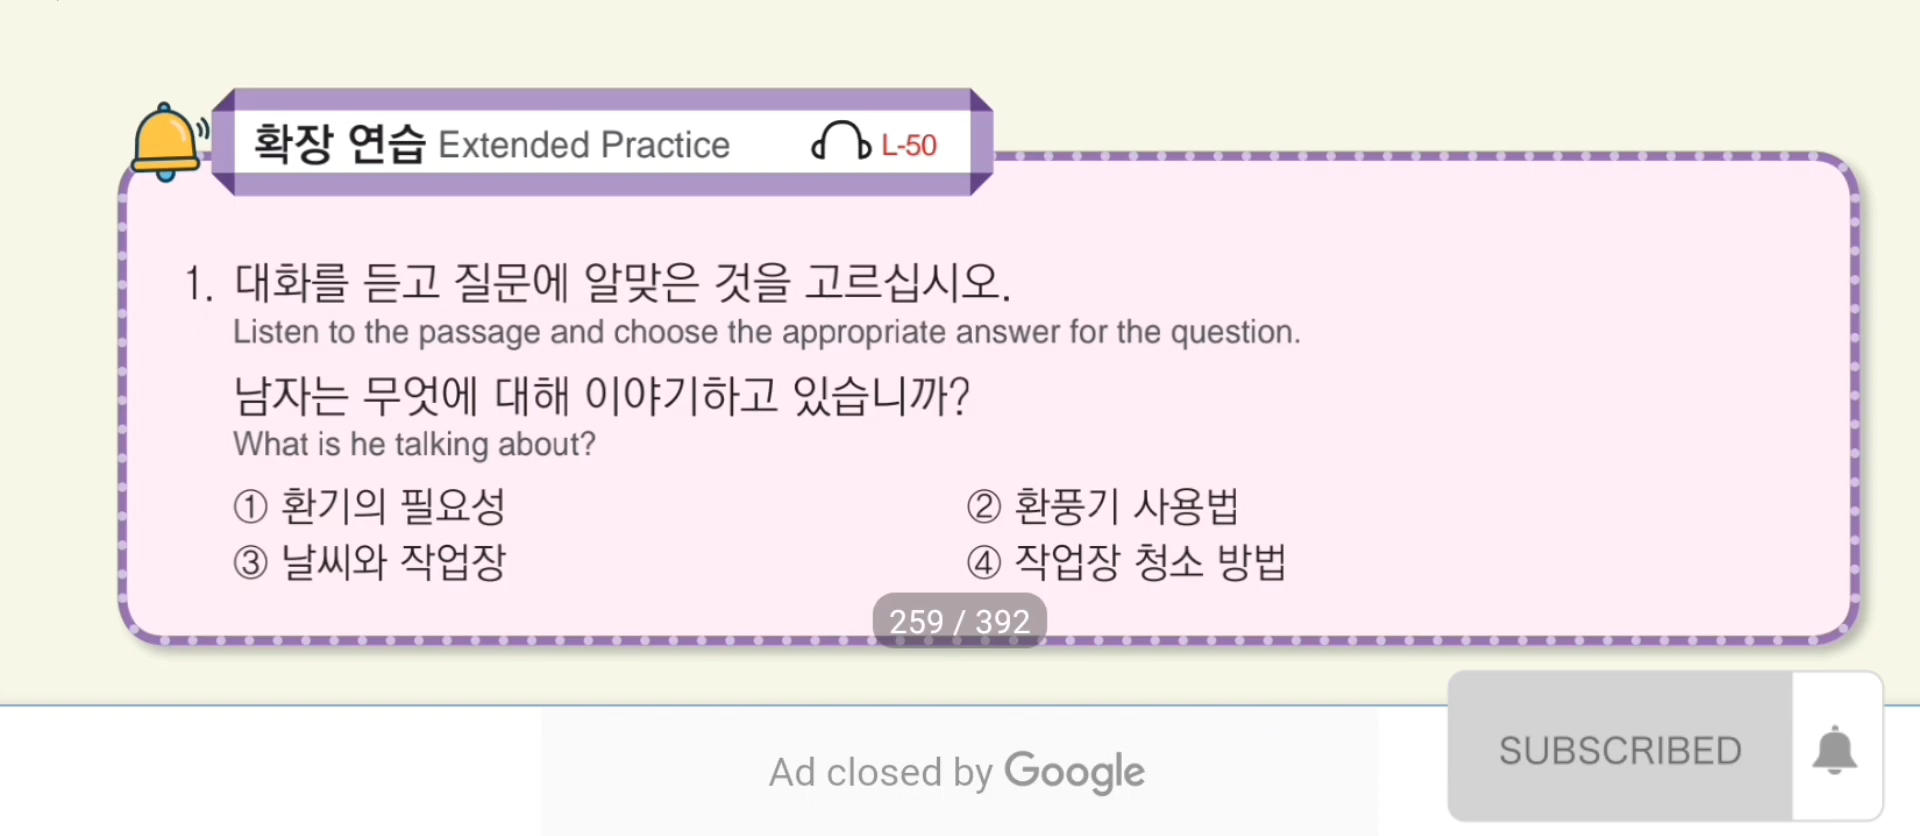 확장 연습 Extended Practice L-50
1. 대화를 듣고 질문에 알맞은 것을 고르십시오.
Listen to the passage and choose the appropriate answer for the question.
남자는 무엇에 대해 이야기하고 있습니까?
What is he talking about?
① 환기의 필요성 ② 환풍기 사용법
③ 날씨와 작업장 ④ 작업장 청소 방법
259 / 392
SUBSCRIBED
Ad closed by Google